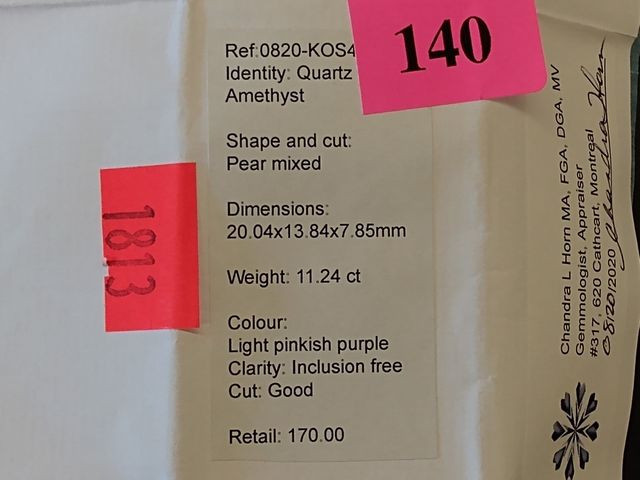 140
Ref:0820-KOS4
Identity: Quartz
Amethyst
Shape and cut:
Pear mixed
Dimensions:
20.04x13.84x7.85mm
Weight: 11.24 ct
Colour:
Light pinkish purple
Clarity: Inclusion free
Cut: Good
Retail: 170.00
1813
Chandra L Horn MA, FGA, DGA, MV
Gemmologist, Appraiser
#317, 620 Cathcart, Montreal
8/20/2020 Chandra Horn